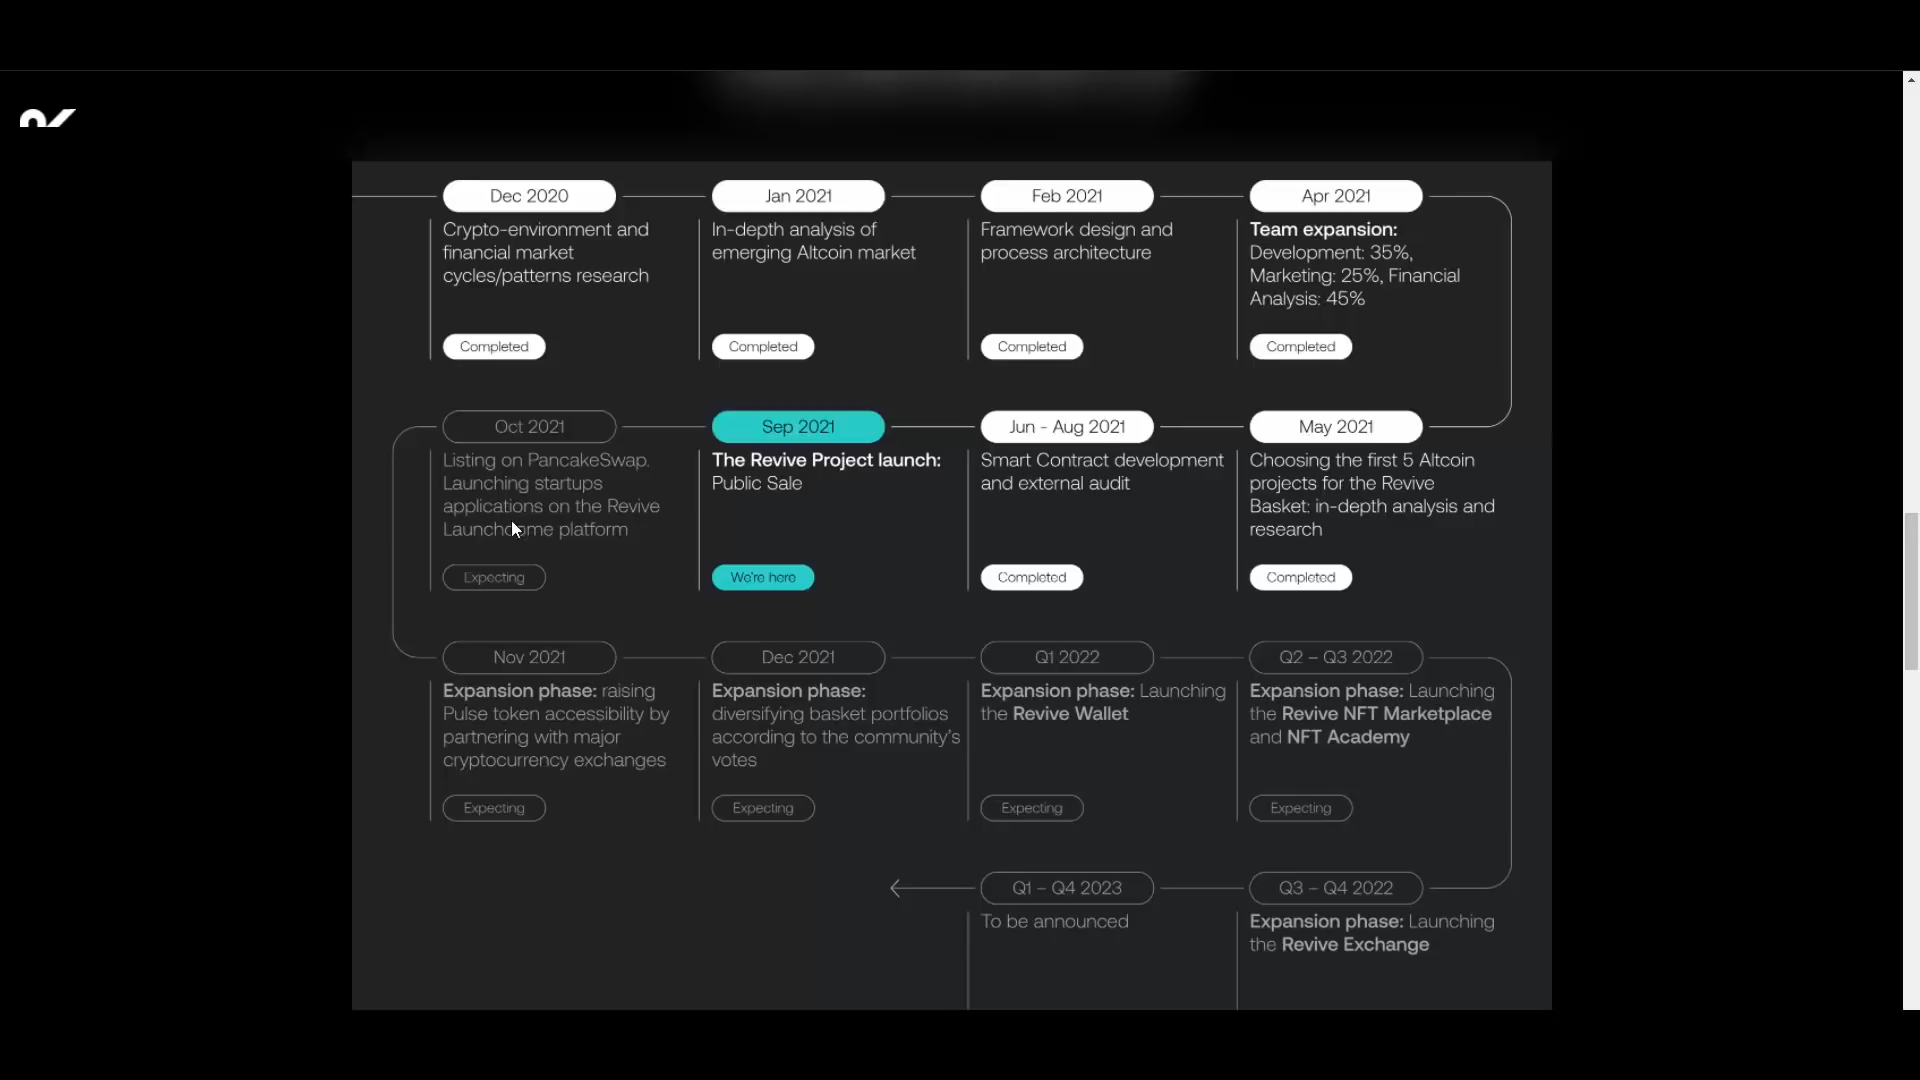 Dec 2020
Crypto-environment and
financial market
cycles/patterns research
Completed
Jan 2021
In-depth analysis of
emerging Altcoin market
Completed
Feb 2021
Framework design and
process architecture
Completed
Apr 2021
Team expansion:
Development: 35%,
Marketing: 25%, Financial
Analysis: 45%
Completed
May 2021
Choosing the first 5 Altcoin
projects for the Revive
Basket: in-depth analysis and
research
Completed
Jun - Aug 2021
Smart Contract development
and external audit
Completed
Sep 2021
The Revive Project launch:
Public Sale
We're here
Oct 2021
Listing on PancakeSwap.
Launching startups
applications on the Revive
platform
Expecting
Nov 2021
Expansion phase: raising
Pulse token accessibility by
partnering with major
cryptocurrency exchanges
Expecting
Dec 2021
Expansion phase:
diversifying basket portfolios
according to the community's
votes
Expecting
Q1 2022
Expansion phase: Launching
the Revive Wallet
Expecting
Q2 – Q3 2022
Expansion phase: Launching
the Revive NFT Marketplace
and NFT Academy
Expecting
Q3 – Q4 2022
Expansion phase: Launching
the Revive Exchange
Q1 – Q4 2023
To be announced